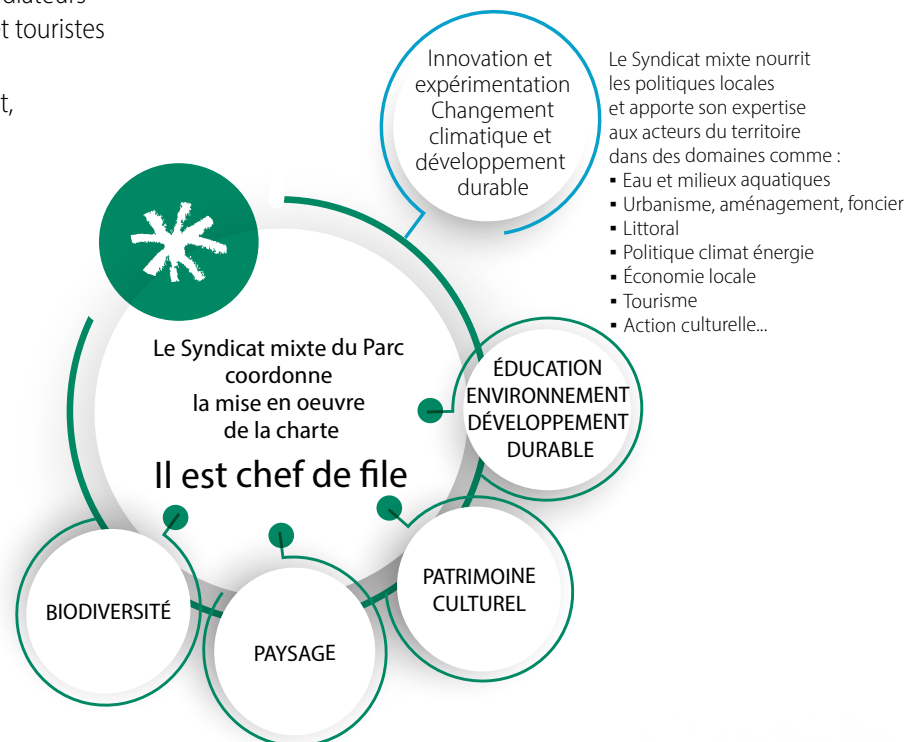 et touristes
Innovation et
expérimentation
Changement
climatique et
développement
durable
Le Syndicat mixte nourrit
les politiques locales
et apporte son expertise
aux acteurs du territoire
dans des domaines comme :
▪ Eau et milieux aquatiques
▪ Urbanisme, aménagement, foncier
▪ Littoral
▪ Politique climat énergie
▪ Économie locale
▪ Tourisme
▪ Action culturelle...
Le Syndicat mixte du Parc
coordonne
la mise en oeuvre
de la charte
Il est chef de file
ÉDUCATION
ENVIRONNEMENT
DÉVELOPPEMENT
DURABLE
PATRIMOINE
CULTUREL
PAYSAGE
BIODIVERSITÉ